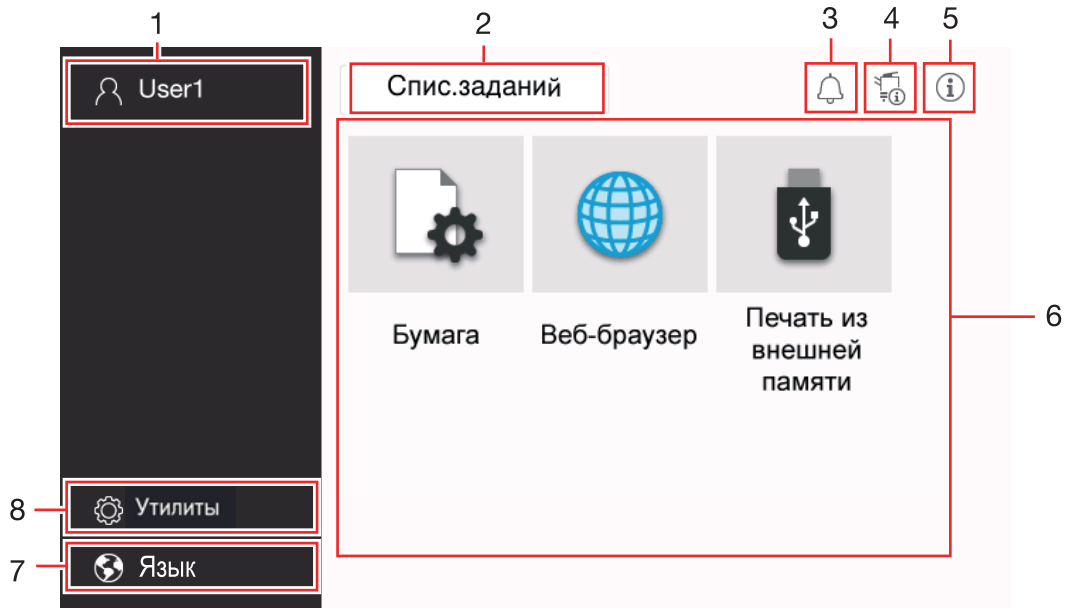 1
2
3
4
5
User1
Спис.заданий
Бумага
Веб-браузер
Печать из
внешней
памяти
6
8
Утилиты
7
Язык